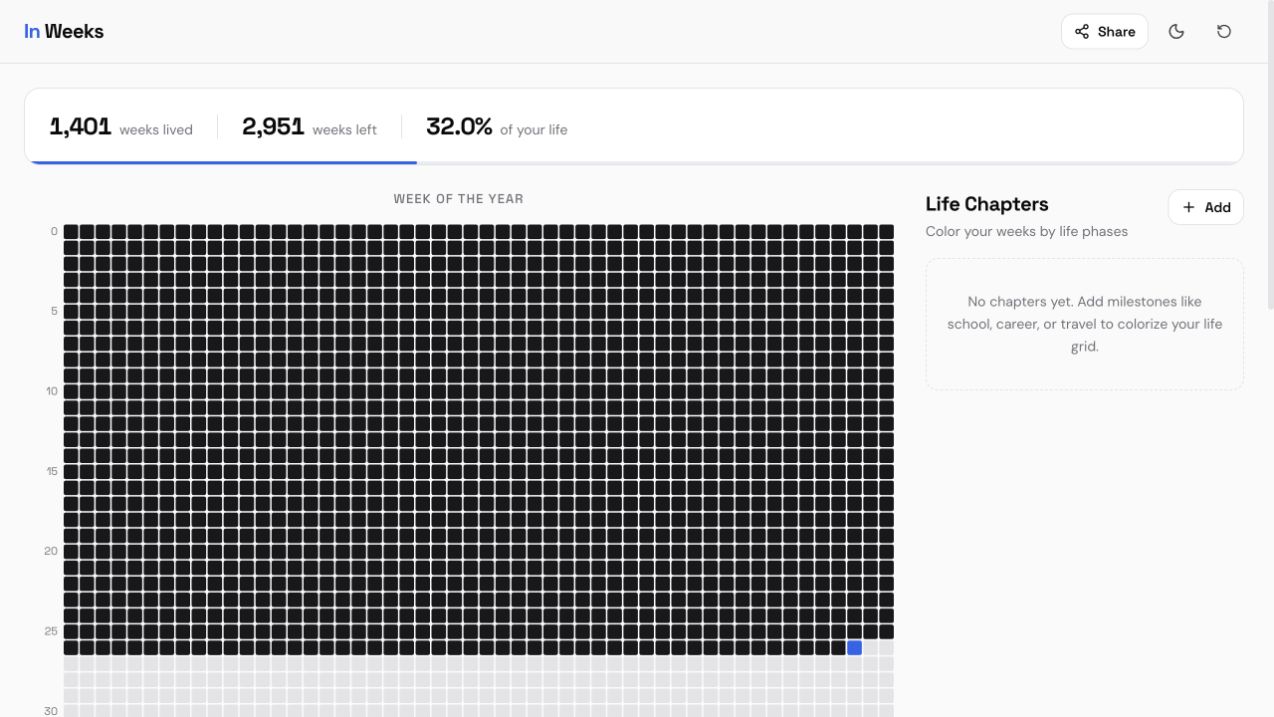 In Weeks
Share
1,401 weeks lived
2,951 weeks left
32.0% of your life
WEEK OF THE YEAR
0
5
10
15
20
25
30
Life Chapters
Add
Color your weeks by life phases
No chapters yet. Add milestones like
school, career, or travel to colorize your life
grid.